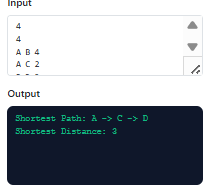 Input
4
4
A B 4
A C 2
Output
Shortest Path: A -> C -> D
Shortest Distance: 3